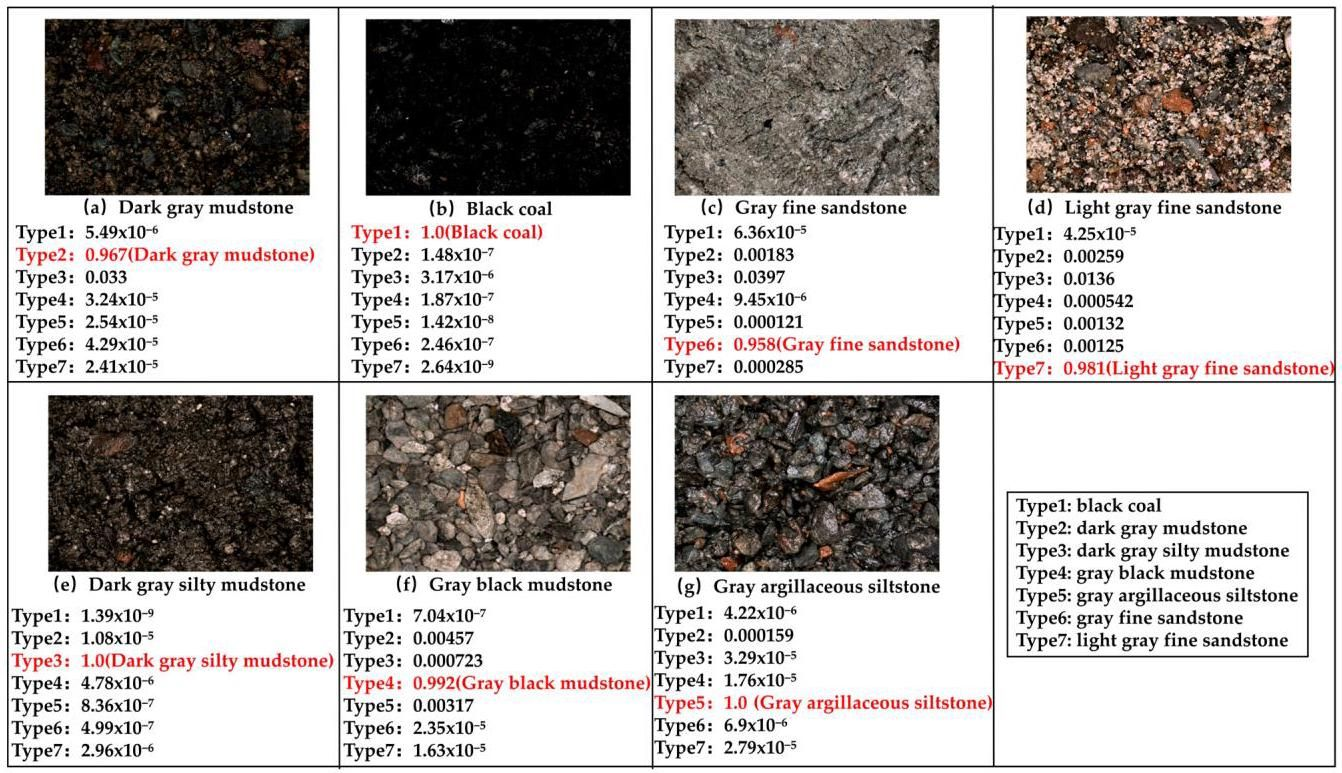 (a) Dark gray mudstone
Type1: 5.49x10⁻⁶
Type2: 0.967(Dark gray mudstone)
Type3: 0.033
Type4: 3.24x10⁻⁵
Type5: 2.54x10⁻⁵
Type6: 4.29x10⁻⁵
Type7: 2.41x10⁻⁵
(b) Black coal
Type1: 1.0(Black coal)
Type2: 1.48x10⁻⁷
Type3: 3.17x10⁻⁶
Type4: 1.87x10⁻⁷
Type5: 1.42x10⁻⁸
Type6: 2.46x10⁻⁷
Type7: 2.64x10⁻⁹
(c) Gray fine sandstone
Type1: 6.36x10⁻⁵
Type2: 0.00183
Type3: 0.0397
Type4: 9.45x10⁻⁶
Type5: 0.000121
Type6: 0.958(Gray fine sandstone)
Type7: 0.000285
(d) Light gray fine sandstone
Type1: 4.25x10⁻⁵
Type2: 0.00259
Type3: 0.0136
Type4: 0.000542
Type5: 0.00132
Type6: 0.00125
Type7: 0.981(Light gray fine sandstone)
(e) Dark gray silty mudstone
Type1: 1.39x10⁻⁹
Type2: 1.08x10⁻⁵
Type3: 1.0(Dark gray silty mudstone)
Type4: 4.78x10⁻⁶
Type5: 8.36x10⁻⁷
Type6: 4.99x10⁻⁷
Type7: 2.96x10⁻⁶
(f) Gray black mudstone
Type1: 7.04x10⁻⁷
Type2: 0.00457
Type3: 0.000723
Type4: 0.992(Gray black mudstone)
Type5: 0.00317
Type6: 2.35x10⁻⁵
Type7: 1.63x10⁻⁵
(g) Gray argillaceous siltstone
Type1: 4.22x10⁻⁶
Type2: 0.000159
Type3: 3.29x10⁻⁵
Type4: 1.76x10⁻⁵
Type5: 1.0 (Gray argillaceous siltstone)
Type6: 6.9x10⁻⁶
Type7: 2.79x10⁻⁵
Type1: black coal
Type2: dark gray mudstone
Type3: dark gray silty mudstone
Type4: gray black mudstone
Type5: gray argillaceous siltstone
Type6: gray fine sandstone
Type7: light gray fine sandstone